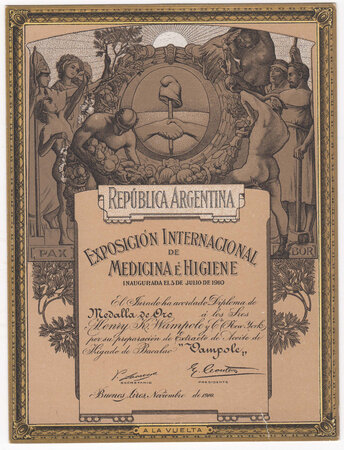 PAX
LABOR
REPÚBLICA ARGENTINA
EXPOSICIÓN INTERNACIONAL
DE
MEDICINA É HIGIENE
INAUGURADA EL 3 DE JULIO DE 1910
El Jurado ha acordado Diploma de
Medalla de Oro á los Sres
Henry K. Wampole y Cª (New York)
por su preparación de Extracto de Aceite de
Hígado de Bacalao "Wampole"
SECRETARIO
PRESIDENTE
Buenos Aires, Noviembre de 1910.
A LA VUELTA